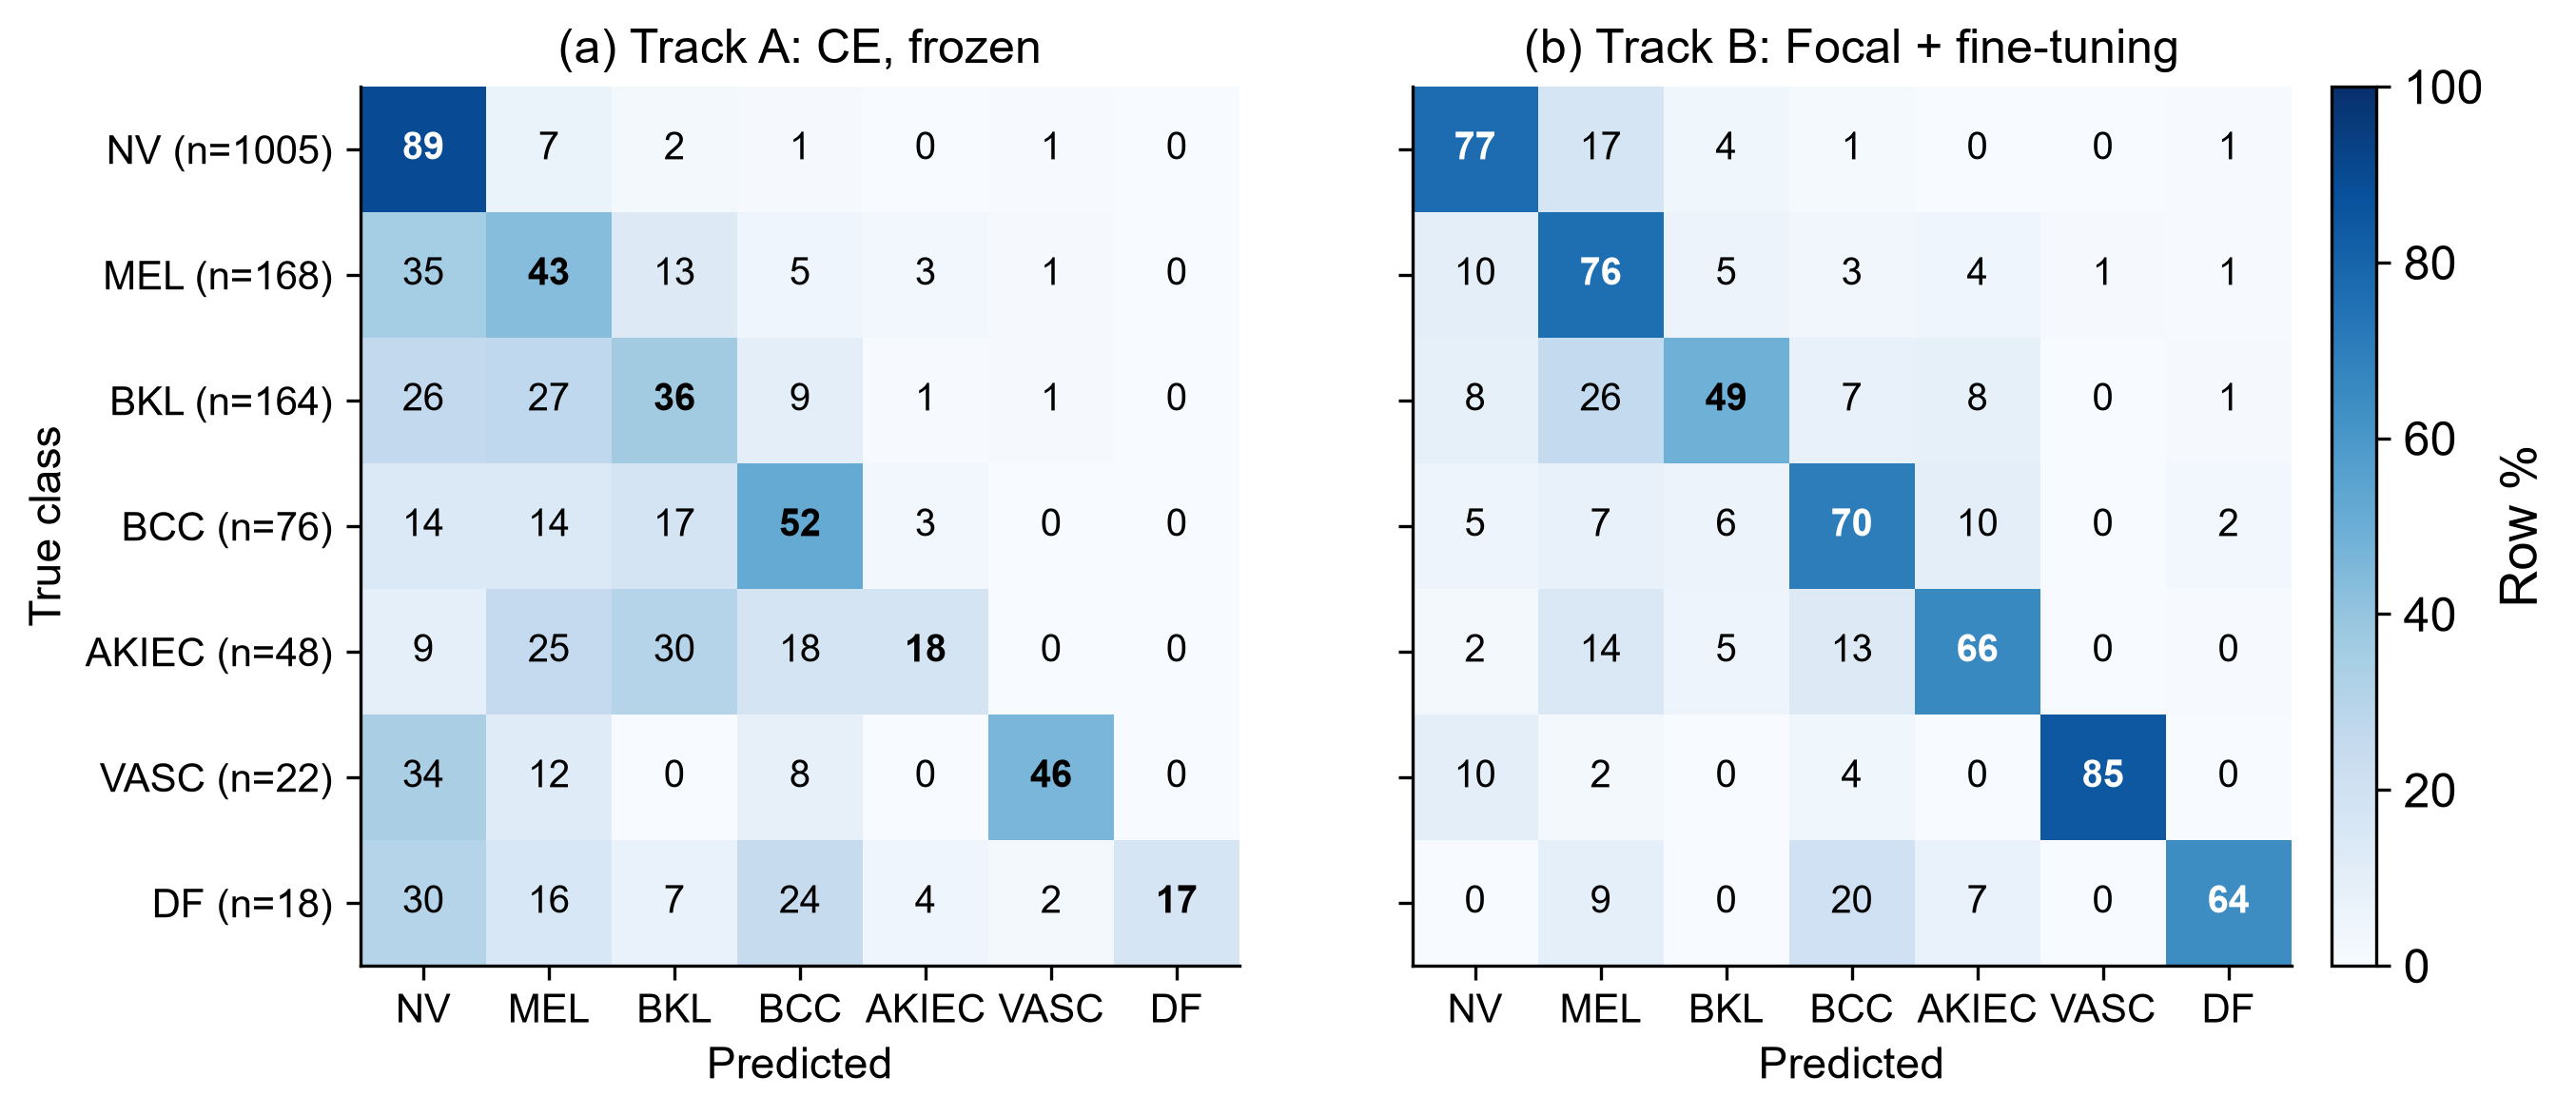 (a) Track A: CE, frozen
True class
NV (n=1005) 89 7 2 1 0 1 0
MEL (n=168) 35 43 13 5 3 1 0
BKL (n=164) 26 27 36 9 1 1 0
BCC (n=76) 14 14 17 52 3 0 0
AKIEC (n=48) 9 25 30 18 18 0 0
VASC (n=22) 34 12 0 8 0 46 0
DF (n=18) 30 16 7 24 4 2 17
NV MEL BKL BCC AKIEC VASC DF
Predicted
(b) Track B: Focal + fine-tuning
77 17 4 1 0 0 1
10 76 5 3 4 1 1
8 26 49 7 8 0 1
5 7 6 70 10 0 2
2 14 5 13 66 0 0
10 2 0 4 0 85 0
0 9 0 20 7 0 64
NV MEL BKL BCC AKIEC VASC DF
Predicted
100
80
60
40
20
0
Row %